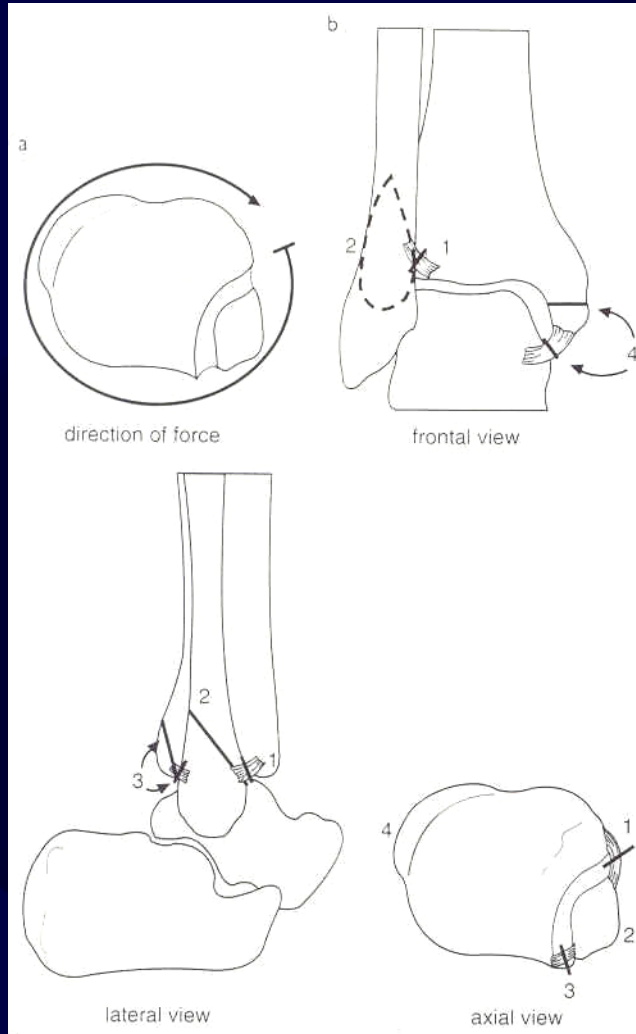 b
a
2
1
4
direction of force
frontal view
2
1
3
4
1
2
3
lateral view
axial view